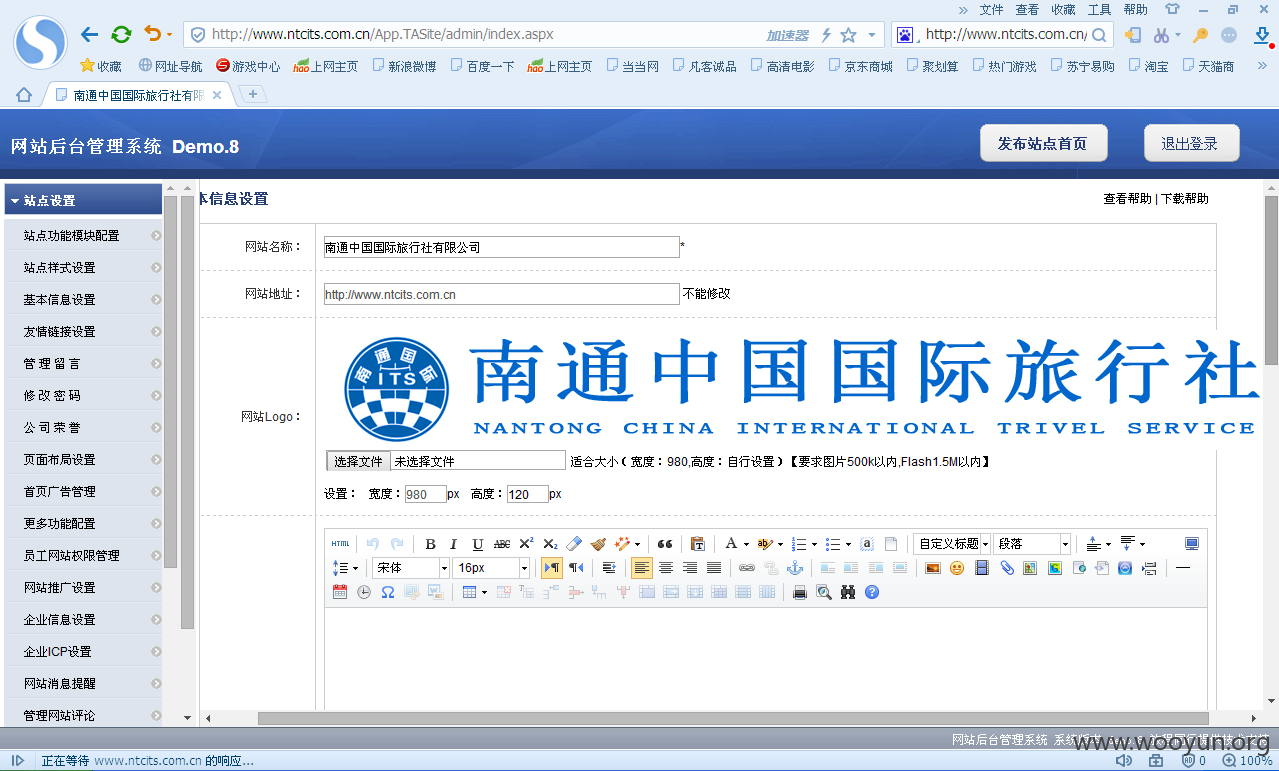 » 文件 查看 收藏 工具 帮助
http://www.ntcits.com.cn/App.TASite/admin/index.aspx 加速器 http://www.ntcits.com.cn/
收藏 网址导航 游戏中心 hao上网主页 新浪微博 百度一下 hao上网主页 当当网 凡客诚品 高清电影 京东商城 聚划算 热门游戏 苏宁易购 淘宝 天猫商 »
南通中国国际旅行社有限
网站后台管理系统 Demo.8 发布站点首页 退出登录
站点设置
站点功能模块配置
站点样式设置
基本信息设置
友情链接设置
管 理 留 言
修 改 密 码
公 司 荣 誉
页面布局设置
首页广告管理
更多功能配置
员工网站权限管理
网站推广设置
企业信息设置
企业ICP设置
网站消息提醒
管理网站评论
本信息设置 查看帮助 | 下载帮助
网站名称： 南通中国国际旅行社有限公司 *
网站地址： http://www.ntcits.com.cn 不能修改
网站Logo：
南通国际 ITS
南通中国国际旅行社
NANTONG CHINA INTERNATIONAL TRIVEL SERVICE
选择文件 未选择文件 适合大小（宽度：980,高度：自行设置）【要求图片500k以内,Flash1.5M以内】
设置： 宽度：980px 高度：120px
HTML B I U ABC X² X₂ A ab a 自定义标题 段落
宋体 16px
网站后台管理系统
www.wooyun.org
正在等待 www.ntcits.com.cn 的响应... 0 100%